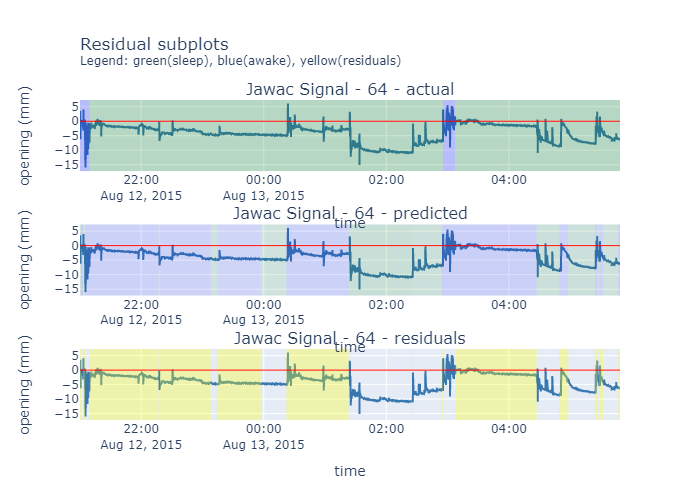 Residual subplots
Legend: green(sleep), blue(awake), yellow(residuals)
Jawac Signal - 64 - actual
opening (mm)
5
0
−5
−10
−15
22:00 00:00 02:00 04:00
Aug 12, 2015 Aug 13, 2015
time
Jawac Signal - 64 - predicted
opening (mm)
5
0
−5
−10
−15
22:00 00:00 02:00 04:00
Aug 12, 2015 Aug 13, 2015
time
Jawac Signal - 64 - residuals
opening (mm)
5
0
−5
−10
−15
22:00 00:00 02:00 04:00
Aug 12, 2015 Aug 13, 2015
time